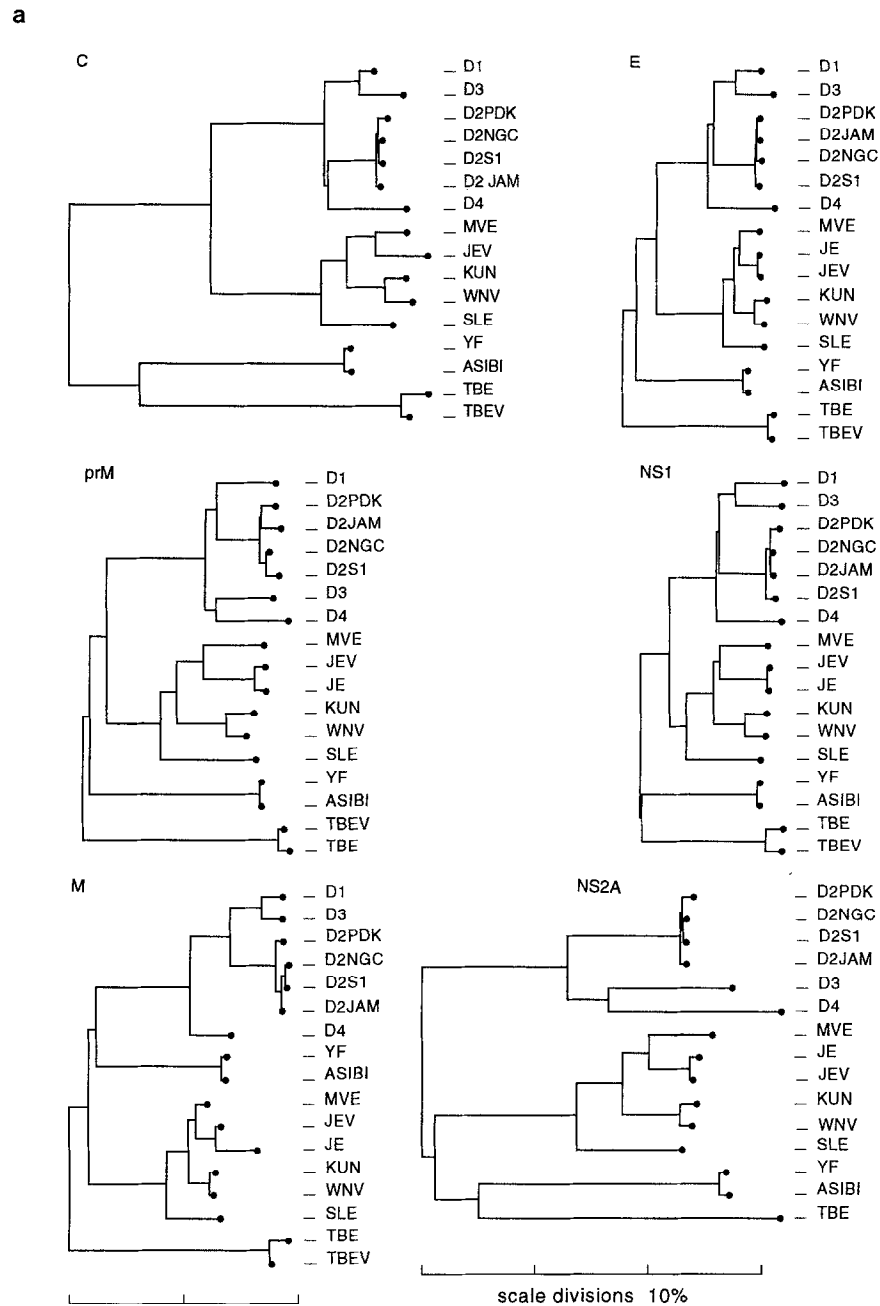 a
C
_ D1
_ D3
_ D2PDK
_ D2NGC
_ D2S1
_ D2 JAM
_ D4
_ MVE
_ JEV
_ KUN
_ WNV
_ SLE
_ YF
_ ASIBI
_ TBE
_ TBEV
E
_ D1
_ D3
_ D2PDK
_ D2JAM
_ D2NGC
_ D2S1
_ D4
_ MVE
_ JE
_ JEV
_ KUN
_ WNV
_ SLE
_ YF
_ ASIBI
_ TBE
_ TBEV
prM
_ D1
_ D2PDK
_ D2JAM
_ D2NGC
_ D2S1
_ D3
_ D4
_ MVE
_ JEV
_ JE
_ KUN
_ WNV
_ SLE
_ YF
_ ASIBI
_ TBEV
_ TBE
NS1
_ D1
_ D3
_ D2PDK
_ D2NGC
_ D2JAM
_ D2S1
_ D4
_ MVE
_ JEV
_ JE
_ KUN
_ WNV
_ SLE
_ YF
_ ASIBI
_ TBE
_ TBEV
M
_ D1
_ D3
_ D2PDK
_ D2NGC
_ D2S1
_ D2JAM
_ D4
_ YF
_ ASIBI
_ MVE
_ JEV
_ JE
_ KUN
_ WNV
_ SLE
_ TBE
_ TBEV
NS2A
_ D2PDK
_ D2NGC
_ D2S1
_ D2JAM
_ D3
_ D4
_ MVE
_ JE
_ JEV
_ KUN
_ WNV
_ SLE
_ YF
_ ASIBI
_ TBE
scale divisions 10%